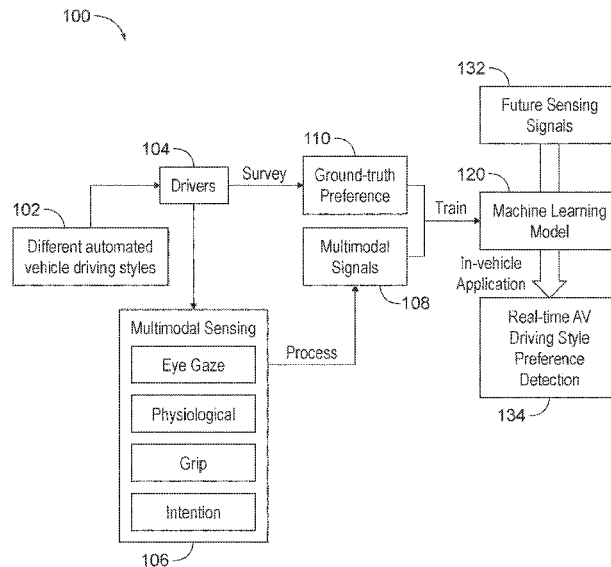 100
132
Future Sensing
Signals
104
Drivers
Survey
110
Ground-truth
Preference
120
Machine Learning
Model
Train
102
Different automated
vehicle driving styles
Multimodal
Signals
108
in-vehicle
Application
Multimodal Sensing
Process
Eye Gaze
Physiological
Grip
Intention
106
Real-time AV
Driving Style
Preference
Detection
134